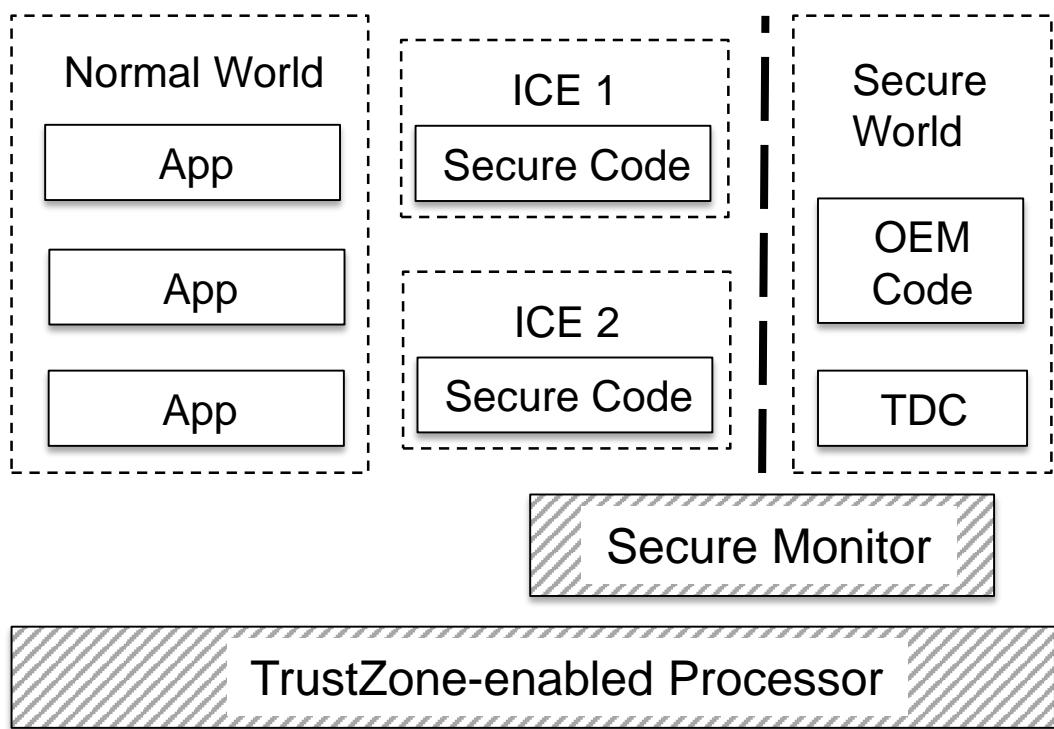 Normal World
App
App
App
ICE 1
Secure Code
ICE 2
Secure Code
Secure
World
OEM
Code
TDC
Secure Monitor
TrustZone-enabled Processor